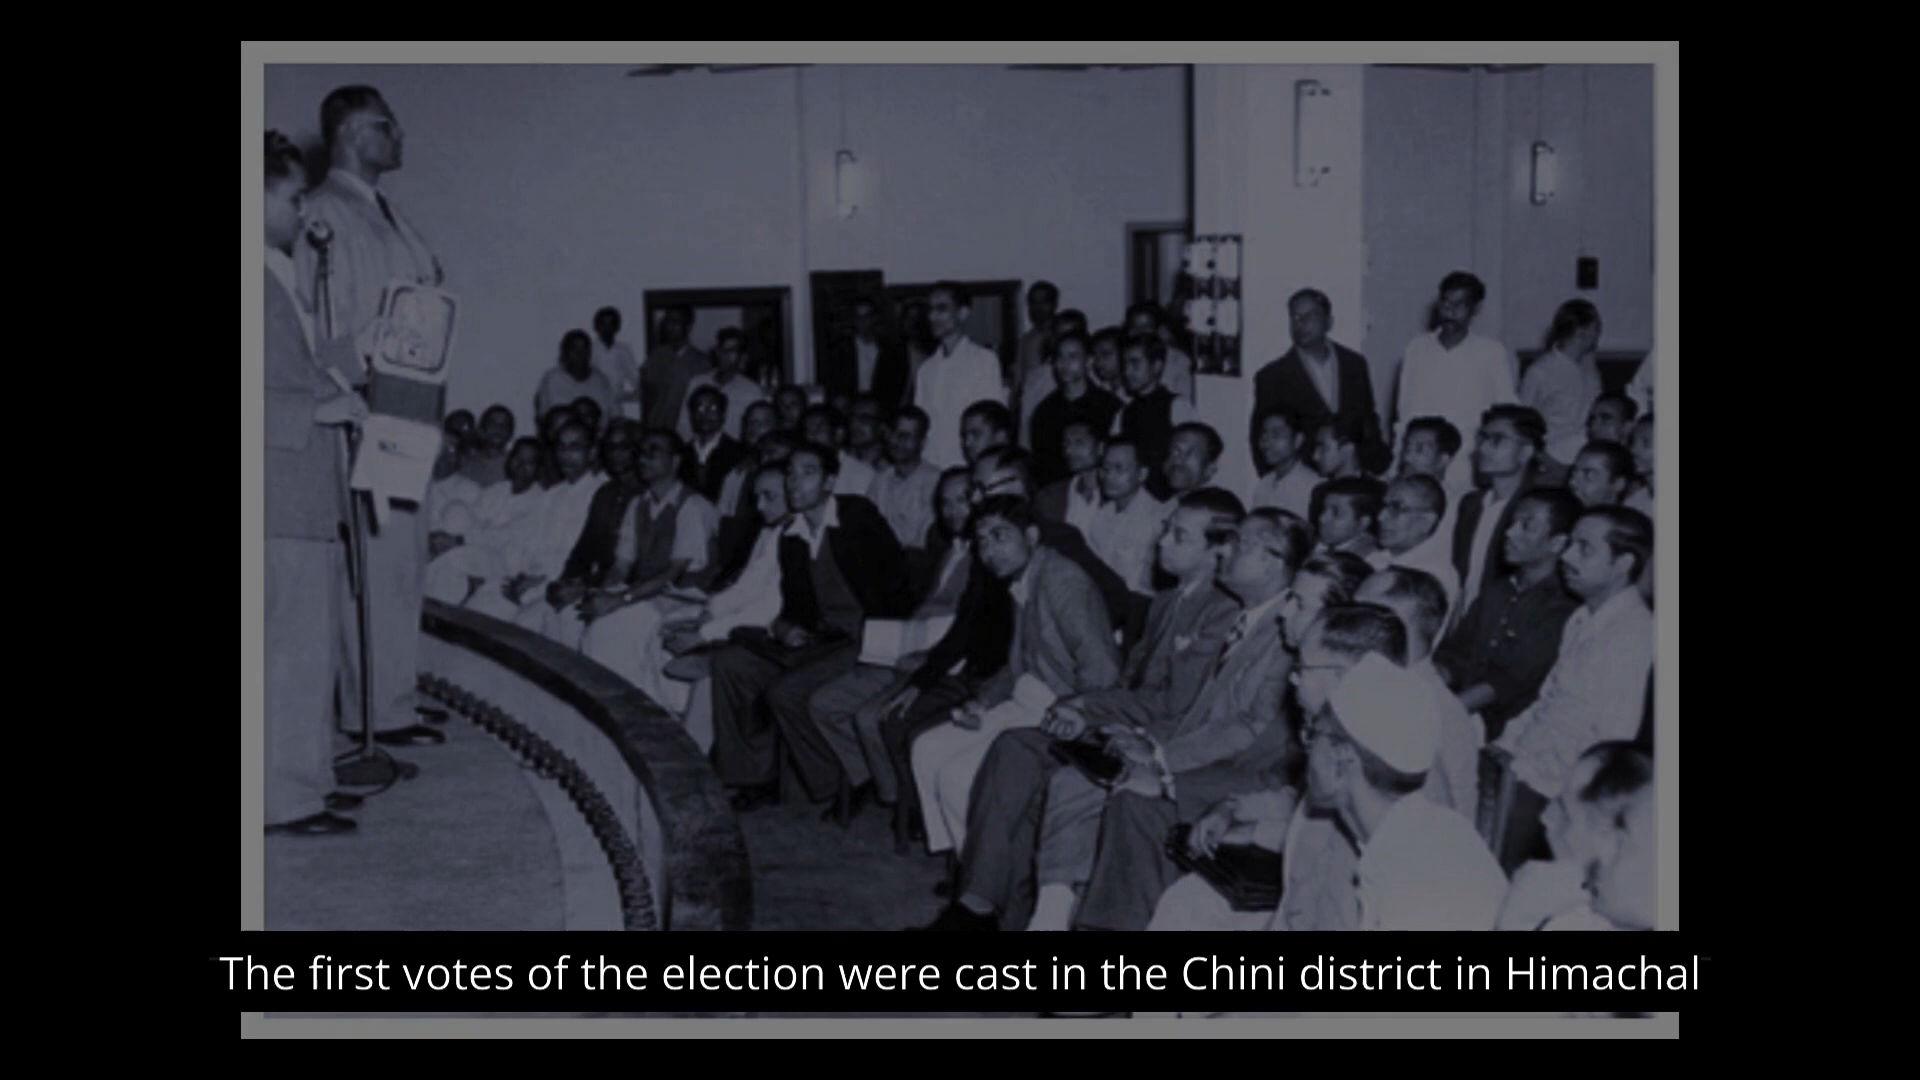 The first votes of the election were cast in the Chini district in Himachal